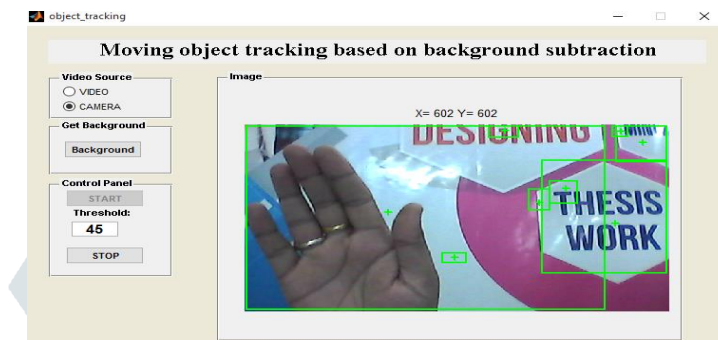 object_tracking
Moving object tracking based on background subtraction
Video Source
VIDEO
CAMERA
Get Background
Background
Control Panel
START
Threshold:
45
STOP
Image
X= 602 Y= 602
DESIGNING
MINI
THESIS
WORK